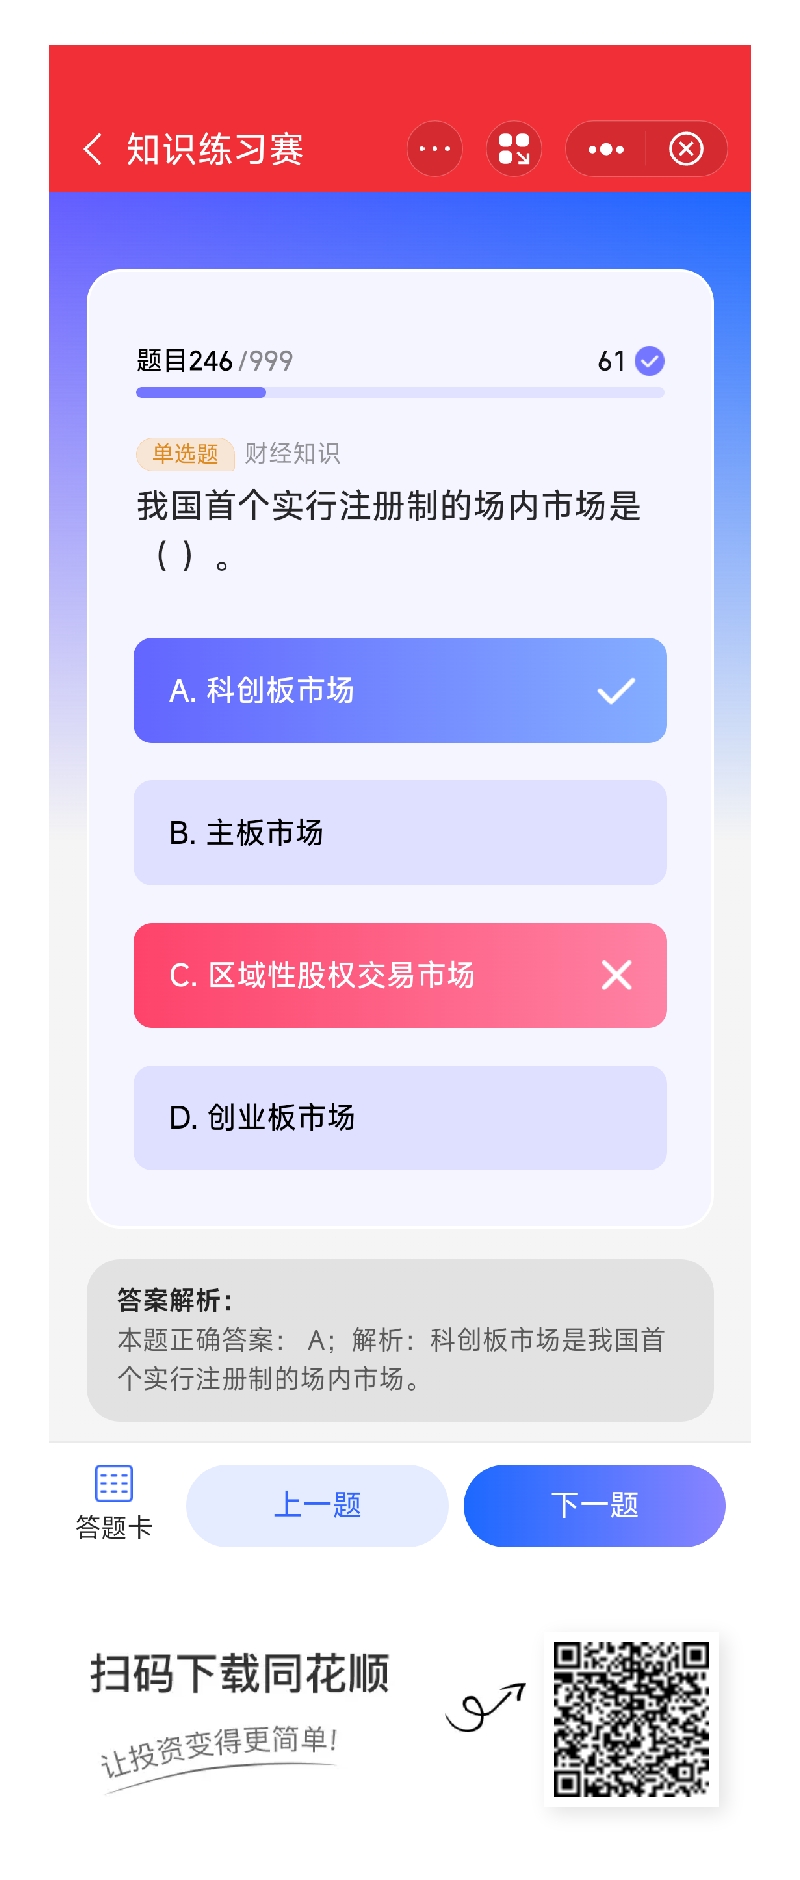 知识练习赛
题目246/999
61
单选题 财经知识
我国首个实行注册制的场内市场是
（ ）。
A. 科创板市场
B. 主板市场
C. 区域性股权交易市场
D. 创业板市场
答案解析：
本题正确答案： A；解析：科创板市场是我国首
个实行注册制的场内市场。
答题卡
上一题
下一题
扫码下载同花顺
让投资变得更简单!